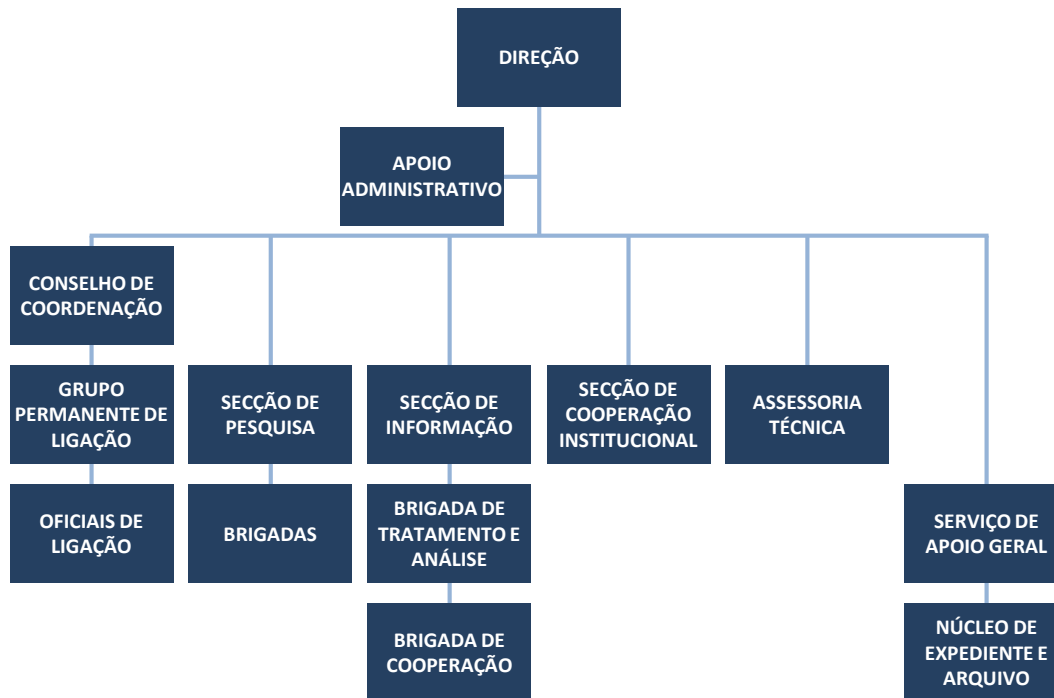 DIREÇÃO
APOIO
ADMINISTRATIVO
CONSELHO DE
COORDENAÇÃO
GRUPO
PERMANENTE DE
LIGAÇÃO
SECÇÃO DE
PESQUISA
SECÇÃO DE
INFORMAÇÃO
SECÇÃO DE
COOPERAÇÃO
INSTITUCIONAL
ASSESSORIA
TÉCNICA
OFICIAIS DE
LIGAÇÃO
BRIGADAS
BRIGADA DE
TRATAMENTO E
ANÁLISE
SERVIÇO DE
APOIO GERAL
BRIGADA DE
COOPERAÇÃO
NÚCLEO DE
EXPEDIENTE E
ARQUIVO